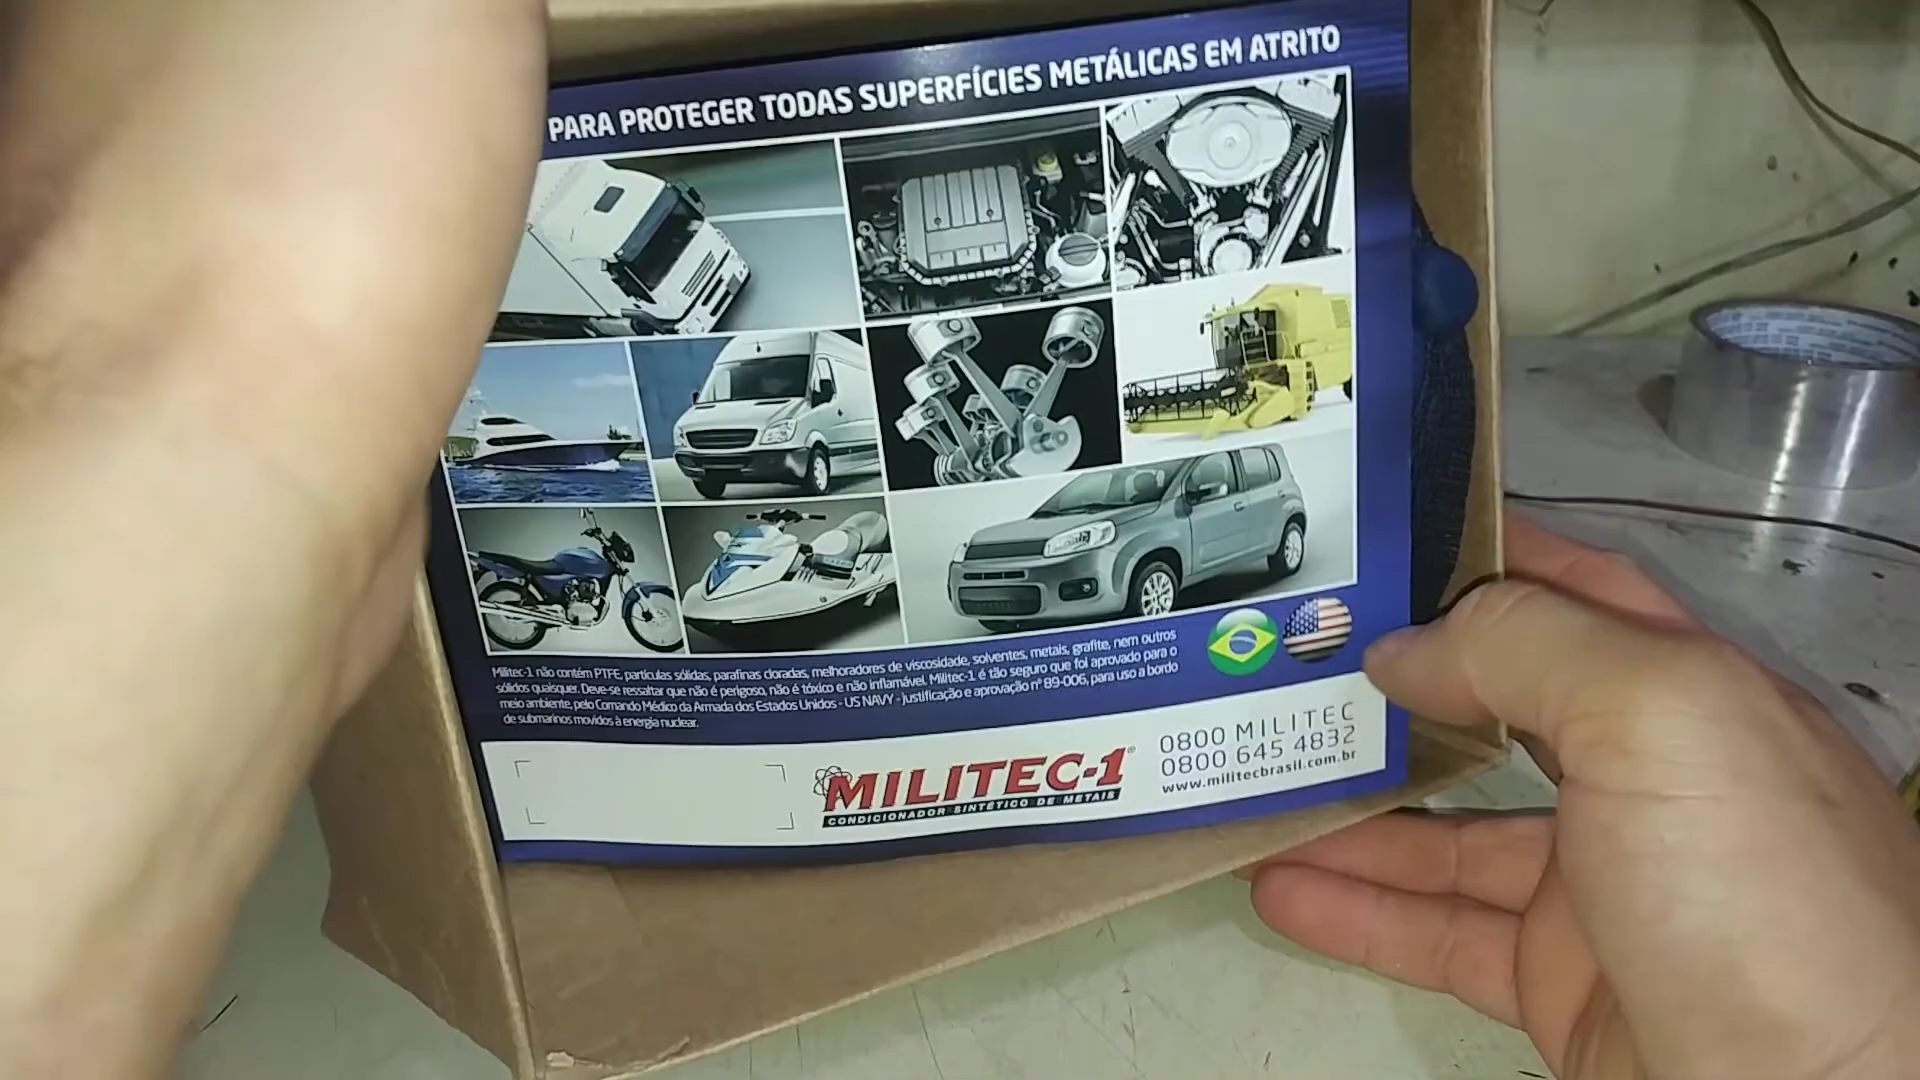 PARA PROTEGER TODAS SUPERFÍCIES METÁLICAS EM ATRITO
Militec-1 não contém PTFE, partículas sólidas, parafinas cloradas, melhoradores de viscosidade, solventes, metais, grafite, nem outros
sólidos quaisquer. Deve-se ressaltar que não é perigoso, não é tóxico e não inflamável. Militec-1 é tão seguro que foi aprovado para o
meio ambiente, pelo Comando Médico da Armada dos Estados Unidos - US NAVY - justificação e aprovação nº 89-006, para uso a bordo
de submarinos movidos à energia nuclear.
MILITEC-1®
CONDICIONADOR SINTÉTICO DE METAIS
0800 MILITEC
0800 645 4832
www.militecbrasil.com.br